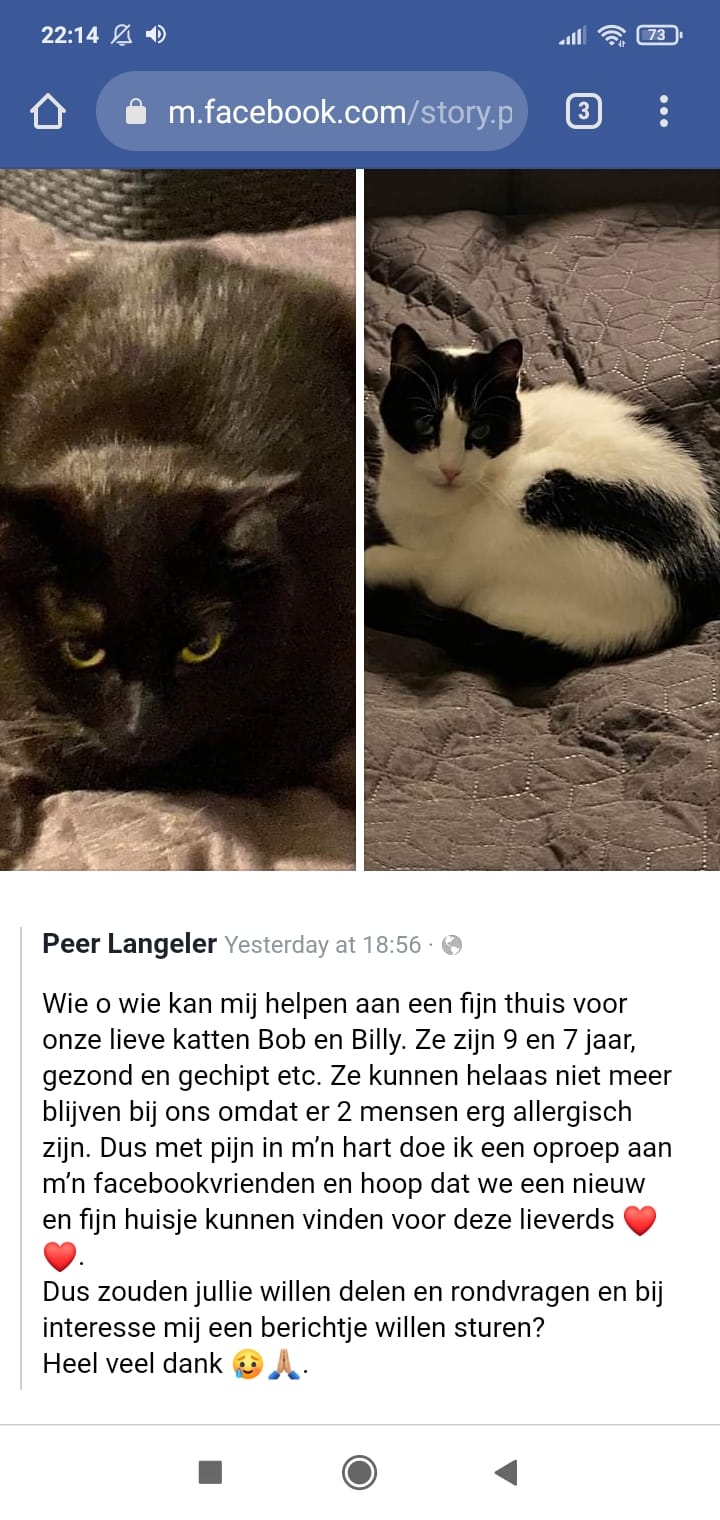 22:14
73
m.facebook.com/story.p
3
Peer Langeler Yesterday at 18:56 ·
Wie o wie kan mij helpen aan een fijn thuis voor
onze lieve katten Bob en Billy. Ze zijn 9 en 7 jaar,
gezond en gechipt etc. Ze kunnen helaas niet meer
blijven bij ons omdat er 2 mensen erg allergisch
zijn. Dus met pijn in m’n hart doe ik een oproep aan
m’n facebookvrienden en hoop dat we een nieuw
en fijn huisje kunnen vinden voor deze lieverds ❤️
❤️.
Dus zouden jullie willen delen en rondvragen en bij
interesse mij een berichtje willen sturen?
Heel veel dank 🥲🙏🏼.